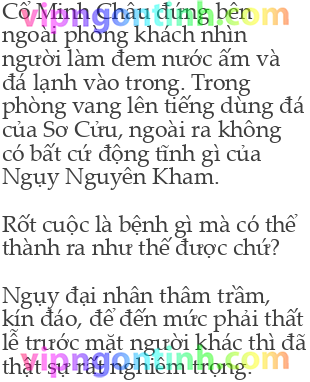 Cố Minh Châu đứng bên
ngoài phòng khách nhìn
người làm đem nước ấm và
đá lạnh vào trong. Trong
phòng vang lên tiếng dùng đá
của Sơ Cửu, ngoài ra không
có bất cứ động tĩnh gì của
Ngụy Nguyên Kham.
Rốt cuộc là bệnh gì mà có thể
thành ra như thế được chứ?
Ngụy đại nhân thâm trầm,
kín đáo, để đến mức phải thất
lễ trước mặt người khác thì đã
thật sự rất nghiêm trọng.
vipngontinh.com
vipngontinh.com